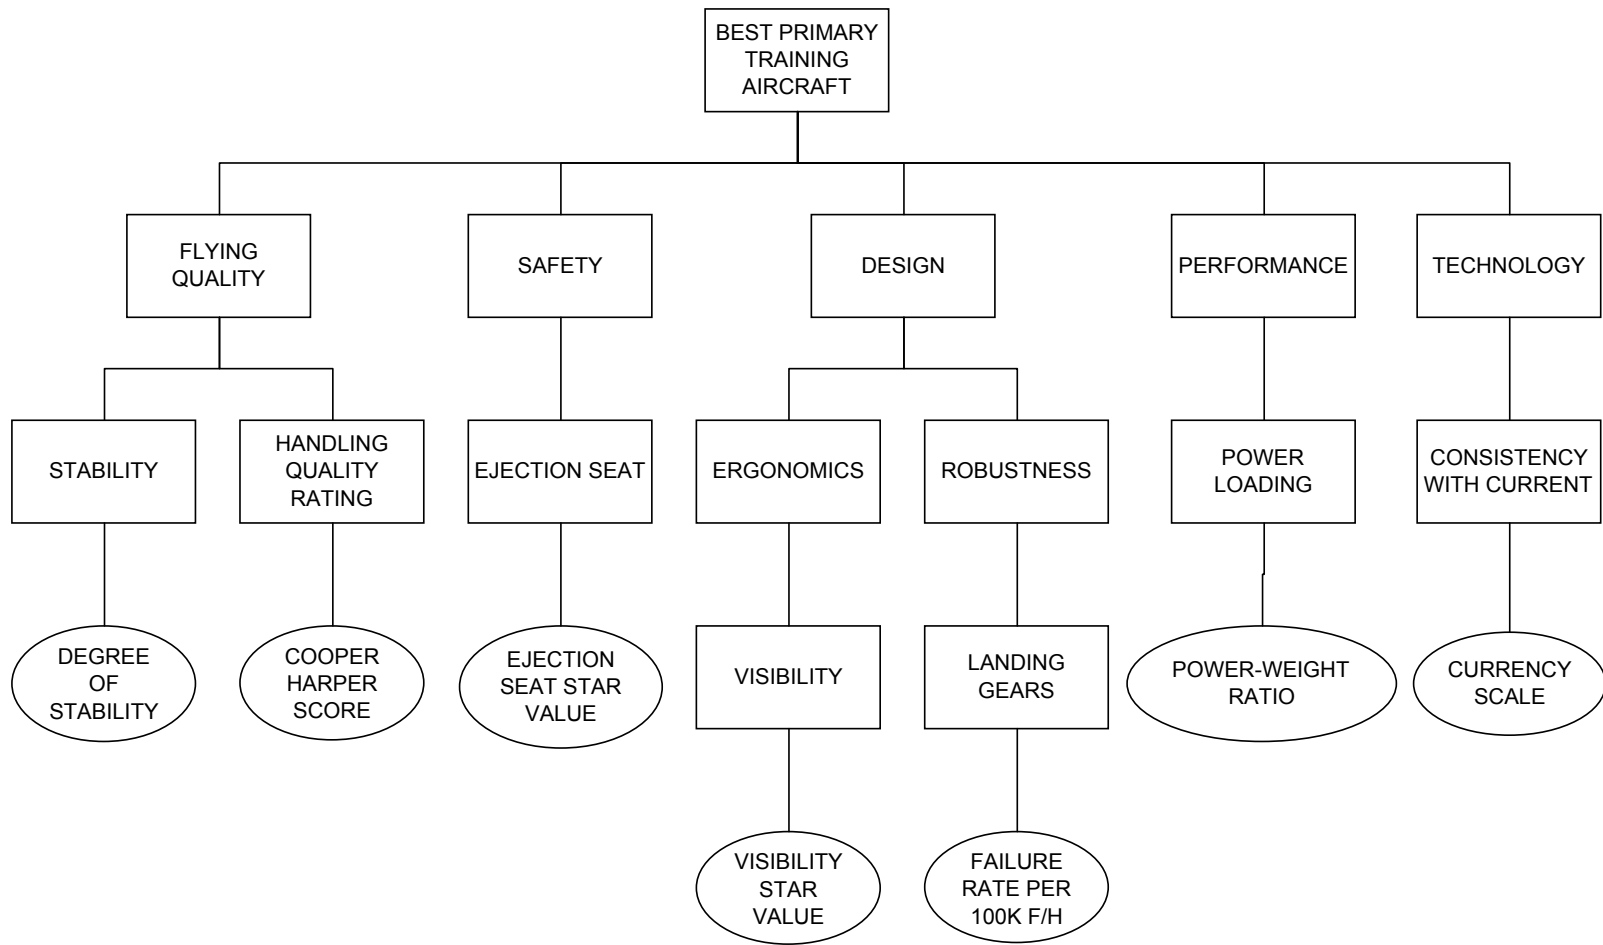 BEST PRIMARY
TRAINING
AIRCRAFT
FLYING
QUALITY
SAFETY
DESIGN
PERFORMANCE
TECHNOLOGY
STABILITY
HANDLING
QUALITY
RATING
EJECTION SEAT
ERGONOMICS
ROBUSTNESS
POWER
LOADING
CONSISTENCY
WITH CURRENT
DEGREE
OF
STABILITY
COOPER
HARPER
SCORE
EJECTION
SEAT STAR
VALUE
VISIBILITY
LANDING
GEARS
POWER-WEIGHT
RATIO
CURRENCY
SCALE
VISIBILITY
STAR
VALUE
FAILURE
RATE PER
100K F/H